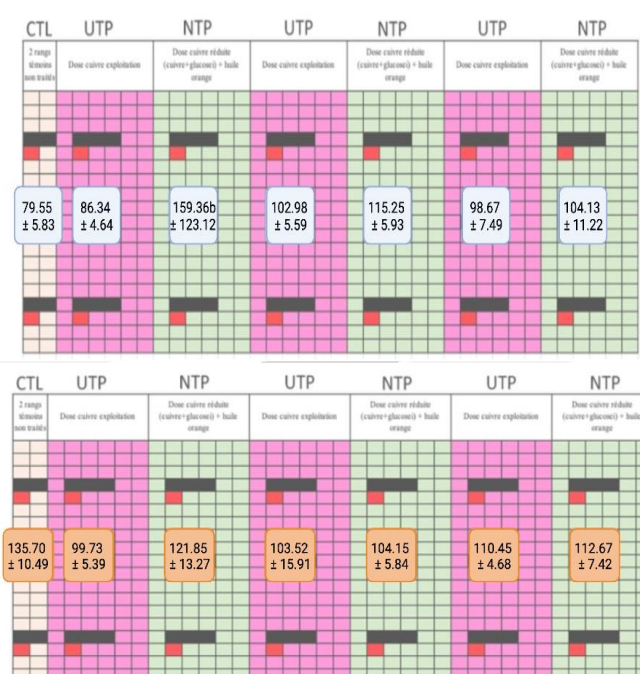 CTL UTP NTP UTP NTP UTP NTP
2 rangs témoins non traités
Dose cuivre exploitation
Dose cuivre réduite (cuivre+glucosei) + huile orange
Dose cuivre exploitation
Dose cuivre réduite (cuivre+glucosei) + huile orange
Dose cuivre exploitation
Dose cuivre réduite (cuivre+glucosei) + huile orange
79.55 ± 5.83
86.34 ± 4.64
159.36b ± 123.12
102.98 ± 5.59
115.25 ± 5.93
98.67 ± 7.49
104.13 ± 11.22
CTL UTP NTP UTP NTP UTP NTP
2 rangs témoins non traités
Dose cuivre exploitation
Dose cuivre réduite (cuivre+glucosei) + huile orange
Dose cuivre exploitation
Dose cuivre réduite (cuivre+glucosei) + huile orange
Dose cuivre exploitation
Dose cuivre réduite (cuivre+glucosei) + huile orange
135.70 ± 10.49
99.73 ± 5.39
121.85 ± 13.27
103.52 ± 15.91
104.15 ± 5.84
110.45 ± 4.68
112.67 ± 7.42